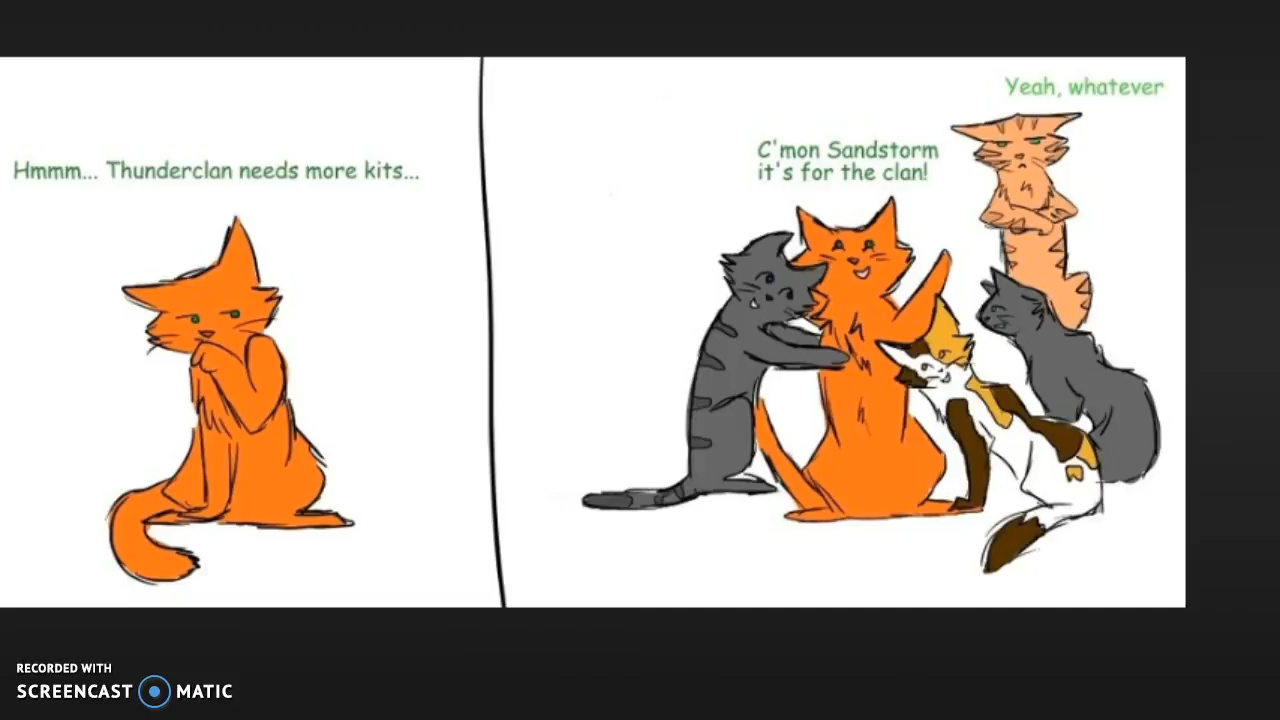 Hmmm... Thunderclan needs more kits...
Yeah, whatever
C'mon Sandstorm
it's for the clan!
RECORDED WITH
SCREENCAST MATIC